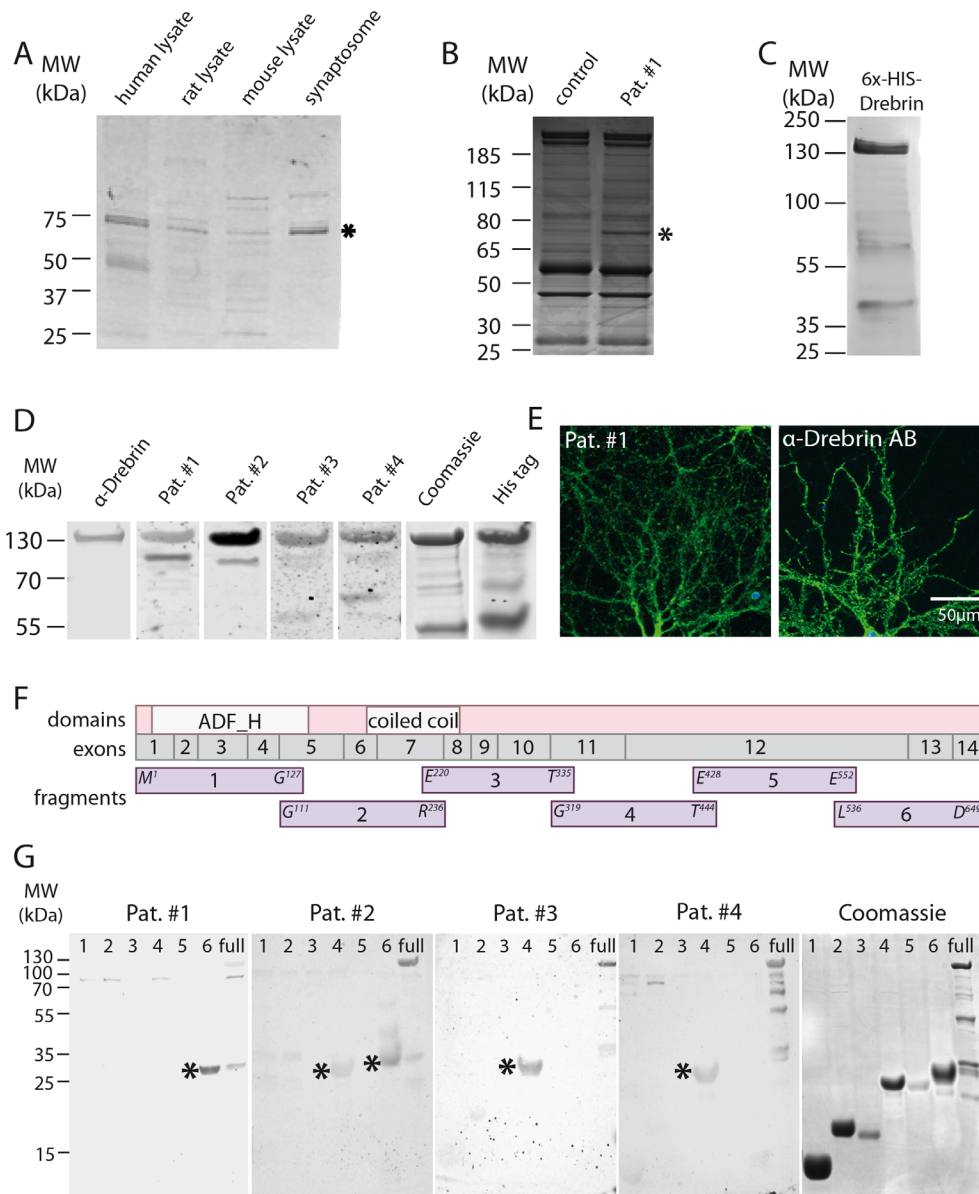 A
MW
(kDa)
human lysate
rat lysate
mouse lysate
synaptosome
75
50
37
25
*
B
MW
(kDa)
control
Pat. #1
185
115
80
65
50
30
25
*
C
MW
(kDa)
6x-HIS-
Drebrin
250
130
100
55
35
25
D
MW
(kDa)
α-Drebrin
Pat. #1
Pat. #2
Pat. #3
Pat. #4
Coomassie
His tag
130
70
55
E
Pat. #1
α-Drebrin AB
50µm
F
domains
ADF_H
coiled coil
exons
1 2 3 4 5 6 7 8 9 10 11 12 13 14
fragments
M1 1 G127
E220 3 T335
E428 5 E552
G111 2 R236
G319 4 T444
L536 6 D649
G
MW
(kDa)
Pat. #1
Pat. #2
Pat. #3
Pat. #4
Coomassie
1 2 3 4 5 6 full
1 2 3 4 5 6 full
1 2 3 4 5 6 full
1 2 3 4 5 6 full
1 2 3 4 5 6 full
130
100
70
55
35
25
15
*
* *
*
*